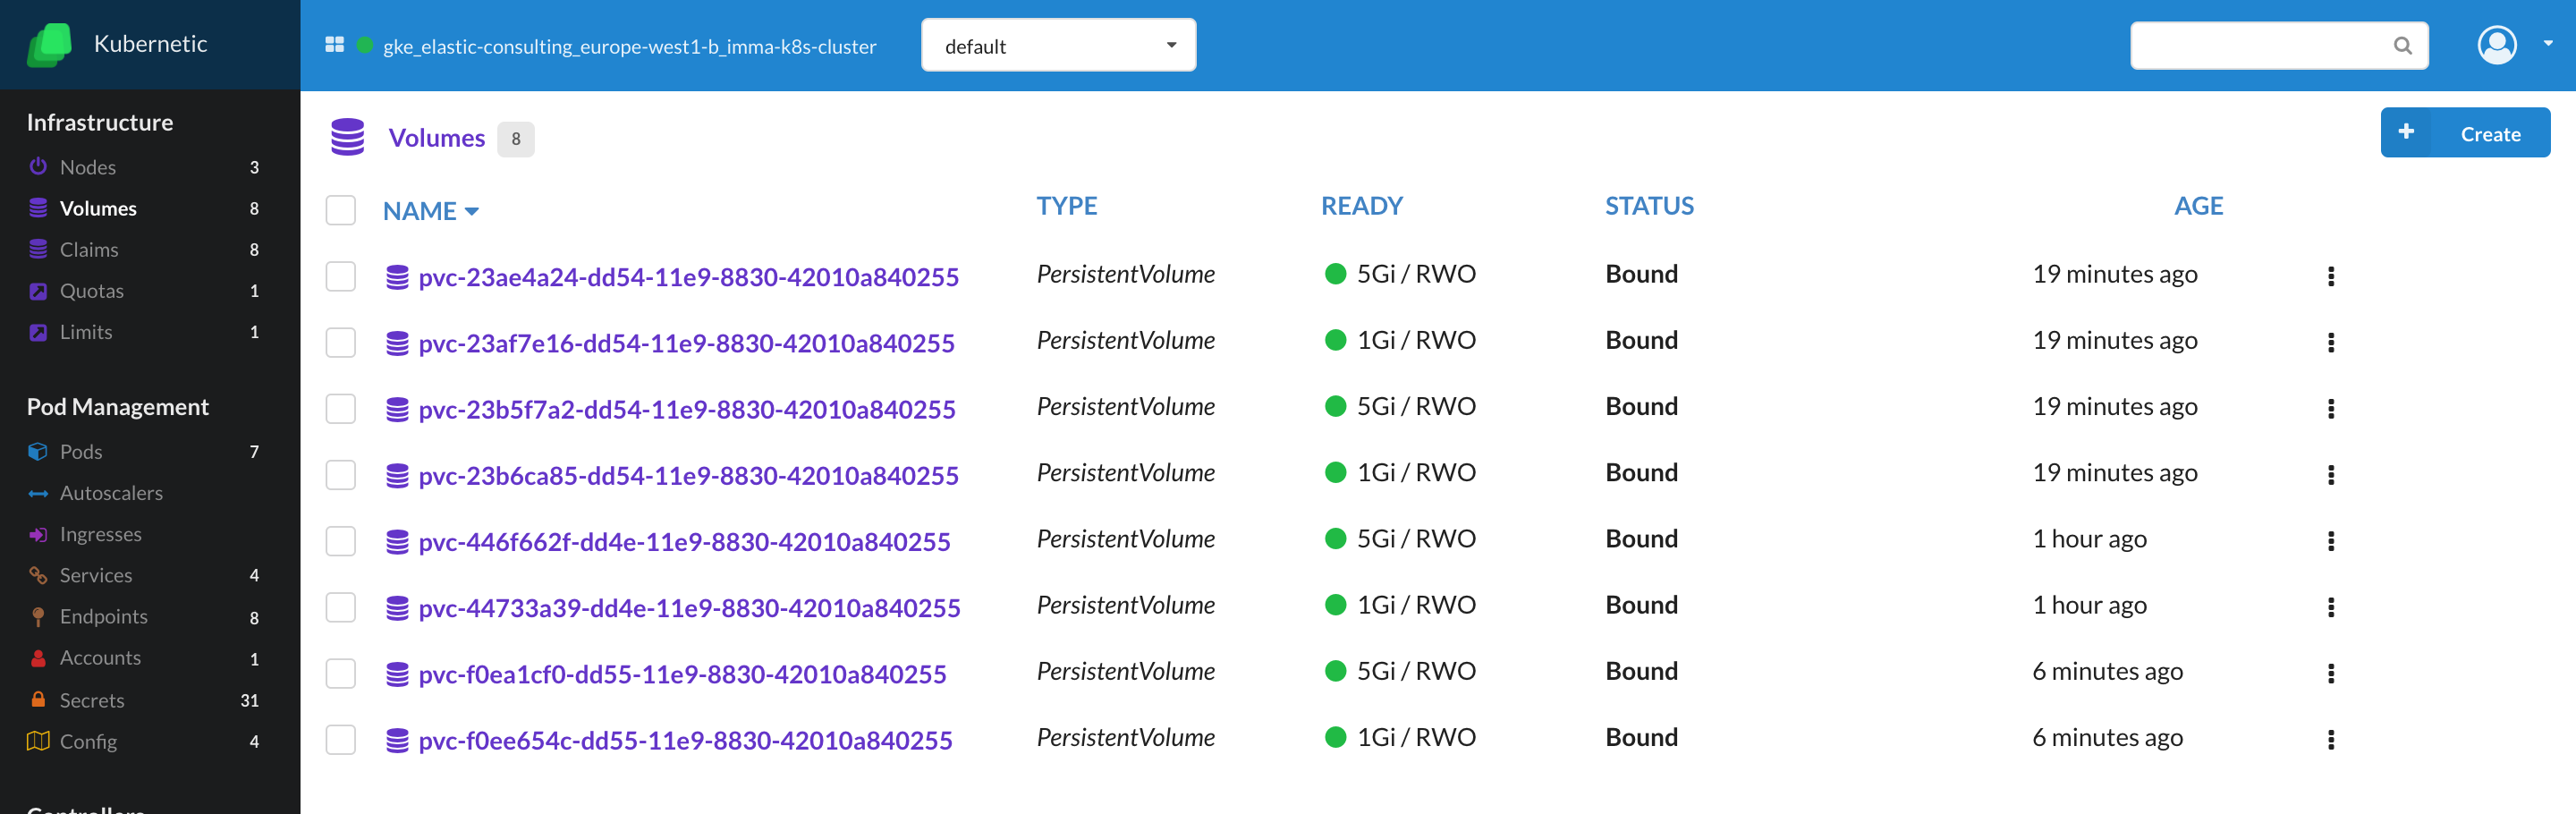 Kubernetic
gke_elastic-consulting_europe-west1-b_imma-k8s-cluster
default
Infrastructure
Nodes 3
Volumes 8
Claims 8
Quotas 1
Limits 1
Pod Management
Pods 7
Autoscalers
Ingresses
Services 4
Endpoints 8
Accounts 1
Secrets 31
Config 4
Controllers
Volumes 8
Create
NAME TYPE READY STATUS AGE
pvc-23ae4a24-dd54-11e9-8830-42010a840255 PersistentVolume 5Gi / RWO Bound 19 minutes ago
pvc-23af7e16-dd54-11e9-8830-42010a840255 PersistentVolume 1Gi / RWO Bound 19 minutes ago
pvc-23b5f7a2-dd54-11e9-8830-42010a840255 PersistentVolume 5Gi / RWO Bound 19 minutes ago
pvc-23b6ca85-dd54-11e9-8830-42010a840255 PersistentVolume 1Gi / RWO Bound 19 minutes ago
pvc-446f662f-dd4e-11e9-8830-42010a840255 PersistentVolume 5Gi / RWO Bound 1 hour ago
pvc-44733a39-dd4e-11e9-8830-42010a840255 PersistentVolume 1Gi / RWO Bound 1 hour ago
pvc-f0ea1cf0-dd55-11e9-8830-42010a840255 PersistentVolume 5Gi / RWO Bound 6 minutes ago
pvc-f0ee654c-dd55-11e9-8830-42010a840255 PersistentVolume 1Gi / RWO Bound 6 minutes ago